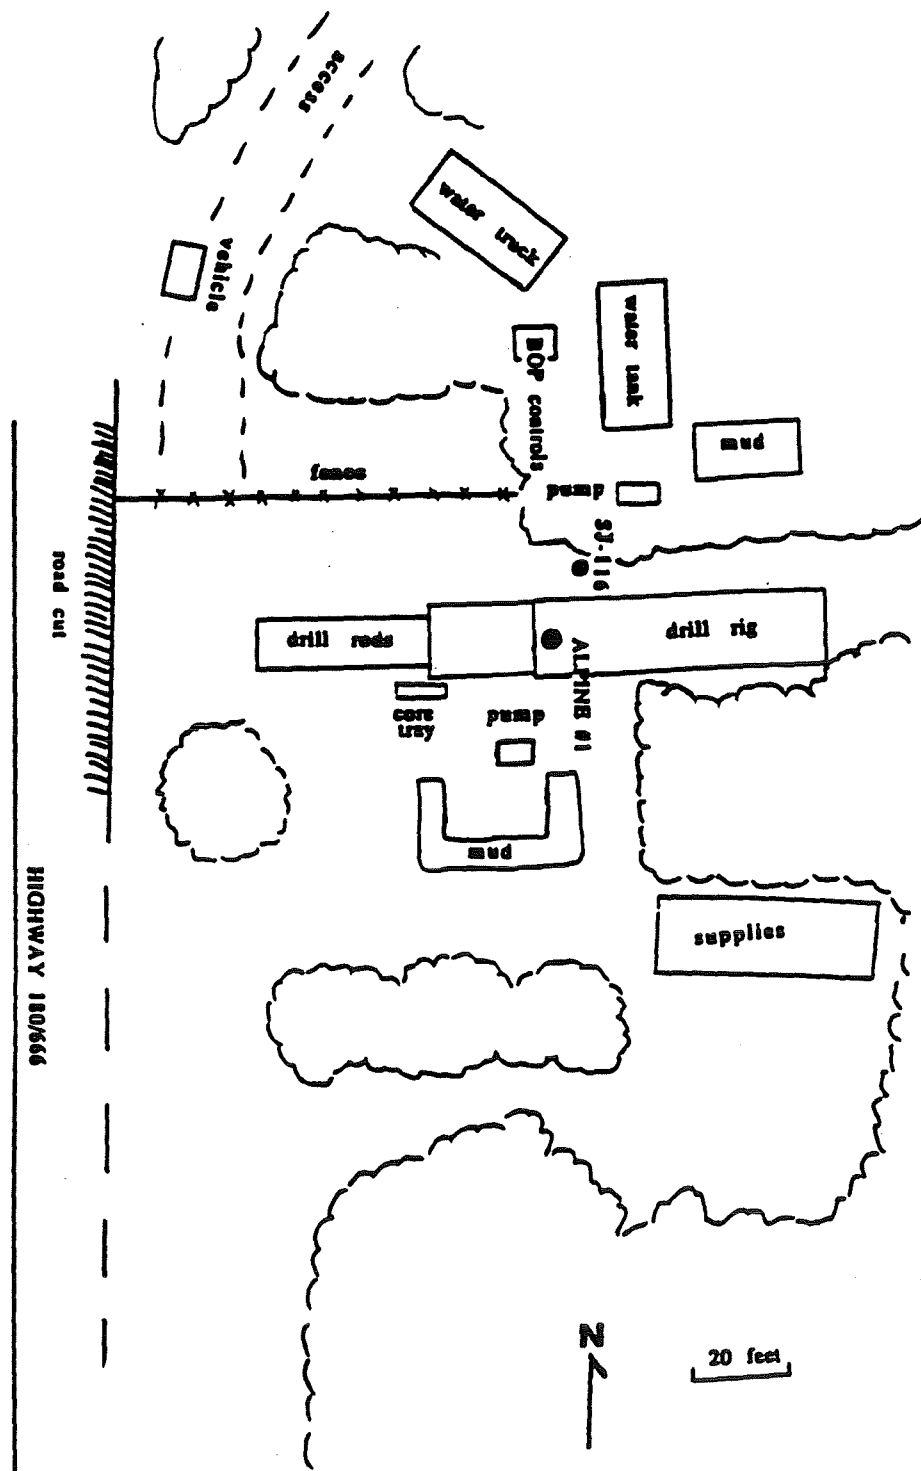 access
water truck
vehicle
water tank
BOP controls
mud
fence
pump
SJ-116
road cut
drill rods
drill rig
ALPINE #1
core
tray
pump
mud
HIGHWAY 180/666
supplies
N
20 feet